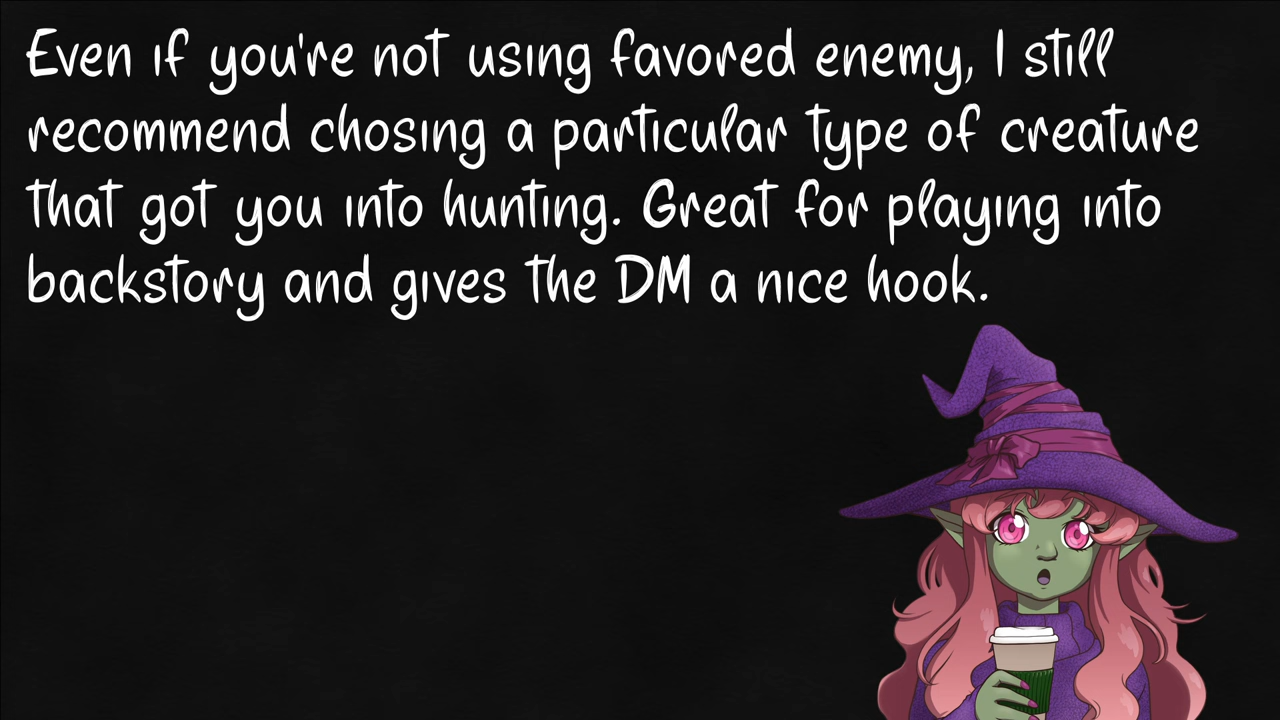 Even if you're not using favored enemy, I still
recommend chosing a particular type of creature
that got you into hunting. Great for playing into
backstory and gives the DM a nice hook.